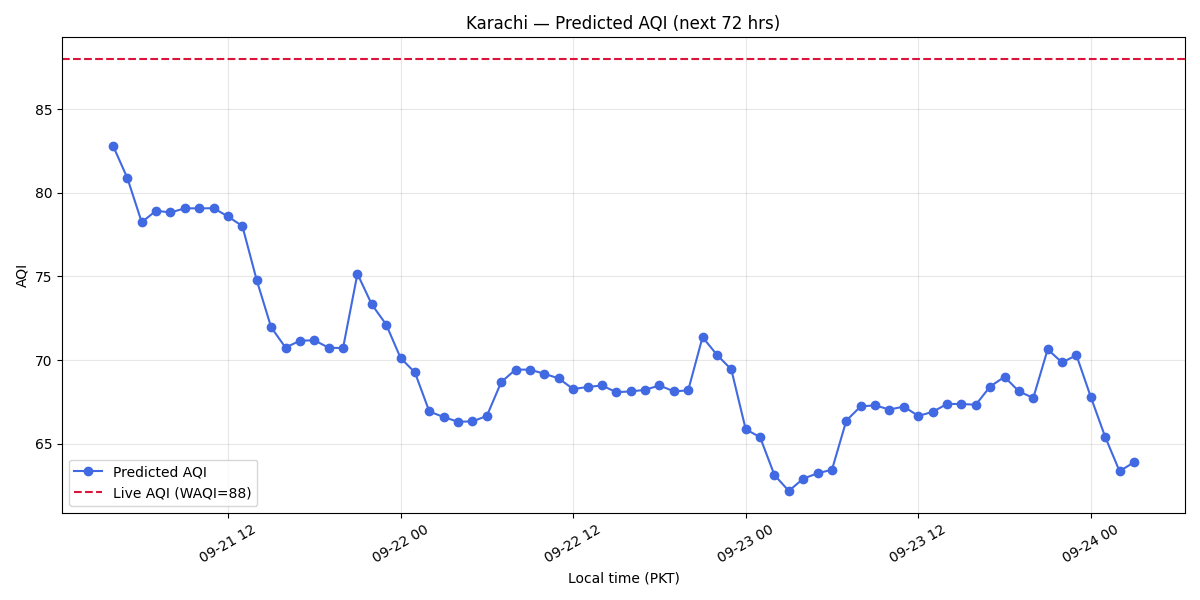 Karachi — Predicted AQI (next 72 hrs)
AQI
85
80
75
70
65
Predicted AQI
Live AQI (WAQI=88)
09-21 12
09-22 00
09-22 12
09-23 00
09-23 12
09-24 00
Local time (PKT)